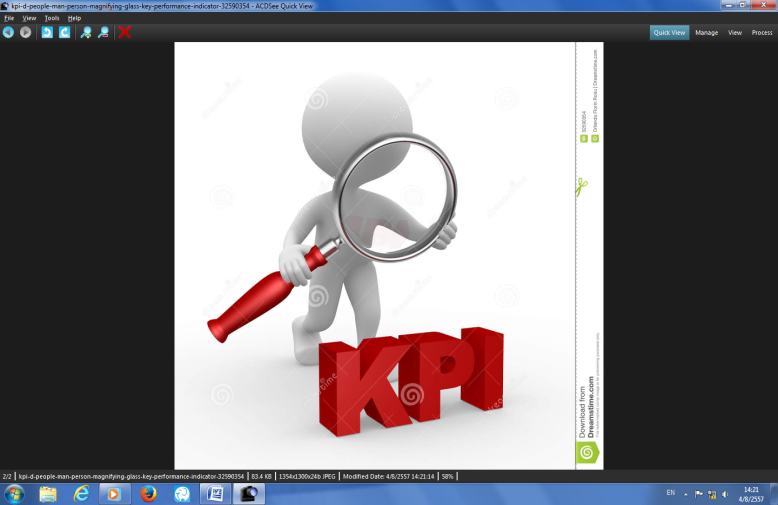 kpi-d-people-man-person-magnifying-glass-key-performance-indicator-32590354 - ACDSee Quick View
File View Tools Help
Quick View Manage View Process
32590354
Orlando Florin Rosu | Dreamstime.com
KPI
Download from
Dreamstime.com
2/2 kpi-d-people-man-person-magnifying-glass-key-performance-indicator-32590354 83.4 KB 1354x1300x24b JPEG Modified Date: 4/8/2557 14:21:14 58%
EN
14:21
4/8/2557